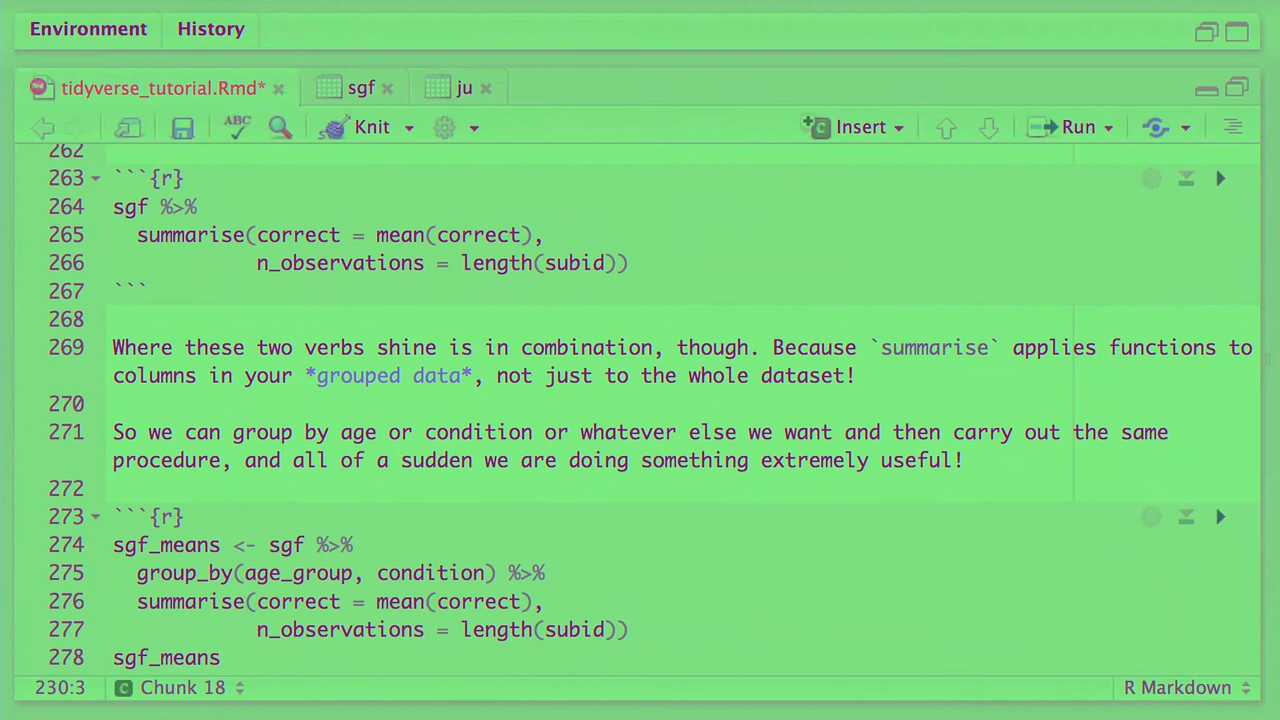 Environment History
tidyverse_tutorial.Rmd* sgf ju
ABC Knit Insert Run
262
263 ```{r}
264 sgf %>%
265 summarise(correct = mean(correct),
266 n_observations = length(subid))
267 ```
268
269 Where these two verbs shine is in combination, though. Because `summarise` applies functions to
columns in your *grouped data*, not just to the whole dataset!
270
271 So we can group by age or condition or whatever else we want and then carry out the same
procedure, and all of a sudden we are doing something extremely useful!
272
273 ```{r}
274 sgf_means <- sgf %>%
275 group_by(age_group, condition) %>%
276 summarise(correct = mean(correct),
277 n_observations = length(subid))
278 sgf_means
230:3 C Chunk 18 R Markdown